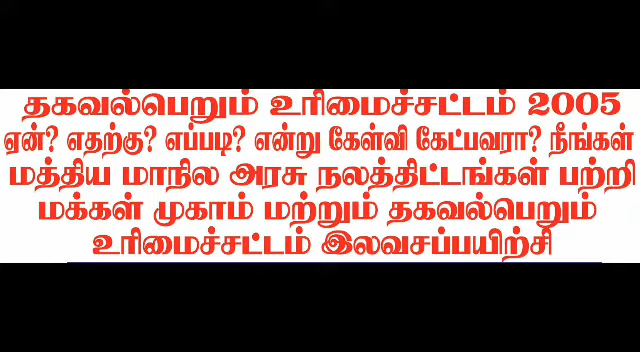 தகவல்பெறும் உரிமைச்சட்டம் 2005
ஏன்? எதற்கு? எப்படி? என்று கேள்வி கேட்பவரா? நீங்கள்
மத்திய மாநில அரசு நலத்திட்டங்கள் பற்றி
மக்கள் முகாம் மற்றும் தகவல்பெறும்
உரிமைச்சட்டம் இலவசப்பயிற்சி